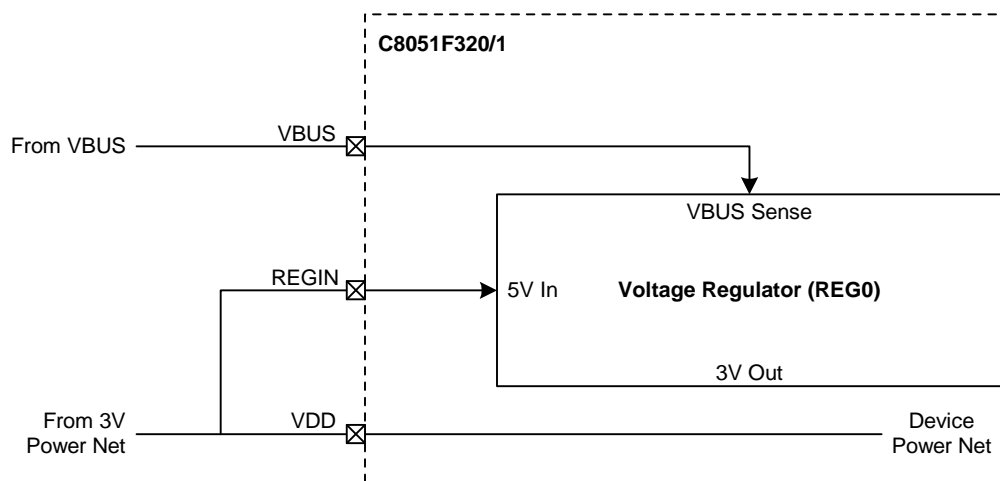 C8051F320/1
From VBUS
VBUS
VBUS Sense
REGIN
5V In
Voltage Regulator (REG0)
3V Out
From 3V
Power Net
VDD
Device
Power Net